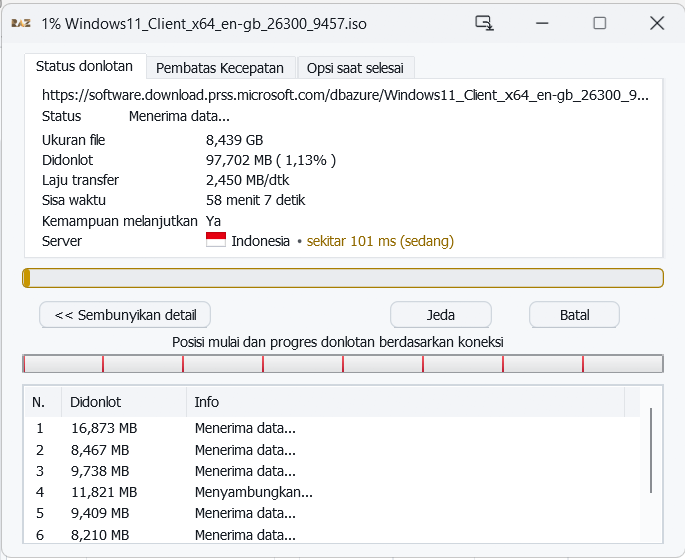 RAZ 1% Windows11_Client_x64_en-gb_26300_9457.iso
Status donlotan Pembatas Kecepatan Opsi saat selesai
https://software.download.prss.microsoft.com/dbazure/Windows11_Client_x64_en-gb_26300_9...
Status Menerima data...
Ukuran file 8,439 GB
Didonlot 97,702 MB ( 1,13% )
Laju transfer 2,450 MB/dtk
Sisa waktu 58 menit 7 detik
Kemampuan melanjutkan Ya
Server Indonesia • sekitar 101 ms (sedang)
<< Sembunyikan detail Jeda Batal
Posisi mulai dan progres donlotan berdasarkan koneksi
N. Didonlot Info
1 16,873 MB Menerima data...
2 8,467 MB Menerima data...
3 9,738 MB Menerima data...
4 11,821 MB Menyambungkan...
5 9,409 MB Menerima data...
6 8,210 MB Menerima data...